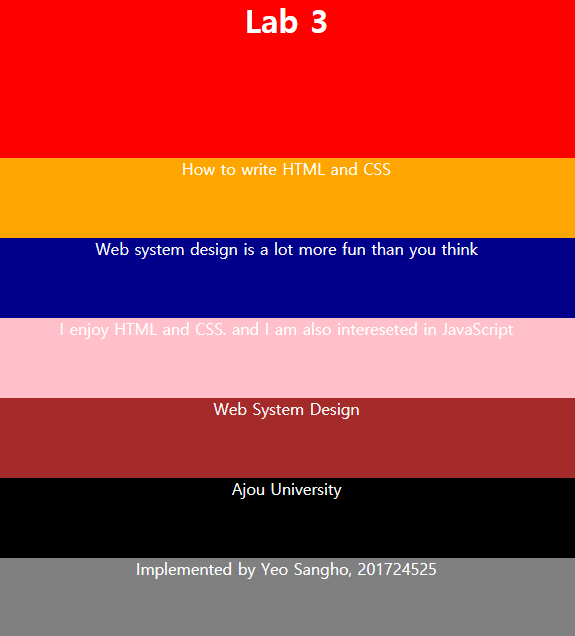 Lab 3
How to write HTML and CSS
Web system design is a lot more fun than you think
I enjoy HTML and CSS. and I am also intereseted in JavaScript
Web System Design
Ajou University
Implemented by Yeo Sangho, 201724525